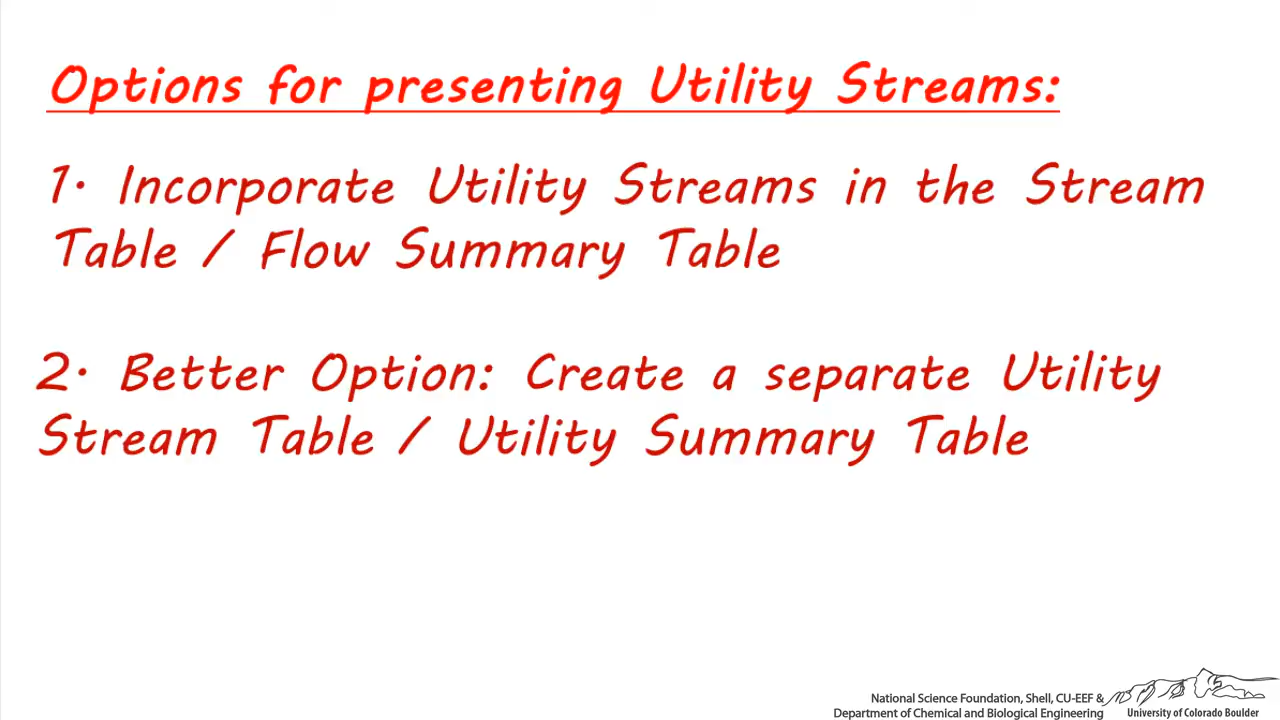 Options for presenting Utility Streams:
1. Incorporate Utility Streams in the Stream
Table / Flow Summary Table
2. Better Option: Create a separate Utility
Stream Table / Utility Summary Table
National Science Foundation, Shell, CU-EEF &
Department of Chemical and Biological Engineering
University of Colorado Boulder